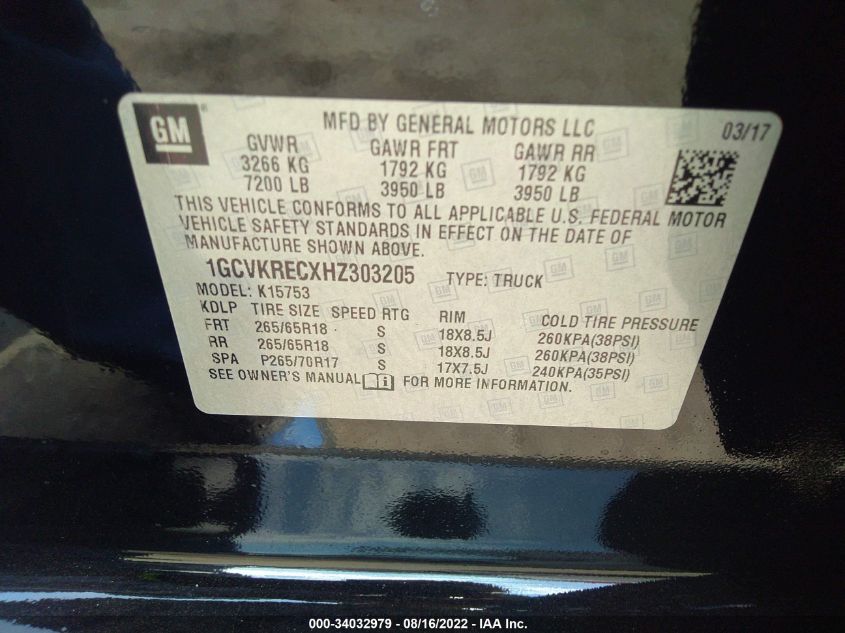 GM ®
MFD BY GENERAL MOTORS LLC 03/17
GVWR GAWR FRT GAWR RR
3266 KG 1792 KG 1792 KG
7200 LB 3950 LB 3950 LB
THIS VEHICLE CONFORMS TO ALL APPLICABLE U.S. FEDERAL MOTOR
VEHICLE SAFETY STANDARDS IN EFFECT ON THE DATE OF
MANUFACTURE SHOWN ABOVE.
1GCVKRECXHZ303205 TYPE: TRUCK
MODEL: K15753
KDLP TIRE SIZE SPEED RTG RIM COLD TIRE PRESSURE
FRT 265/65R18 S 18X8.5J 260KPA(38PSI)
RR 265/65R18 S 18X8.5J 260KPA(38PSI)
SPA P265/70R17 S 17X7.5J 240KPA(35PSI)
SEE OWNER'S MANUAL i FOR MORE INFORMATION.
000-34032979 - 08/16/2022 - IAA Inc.